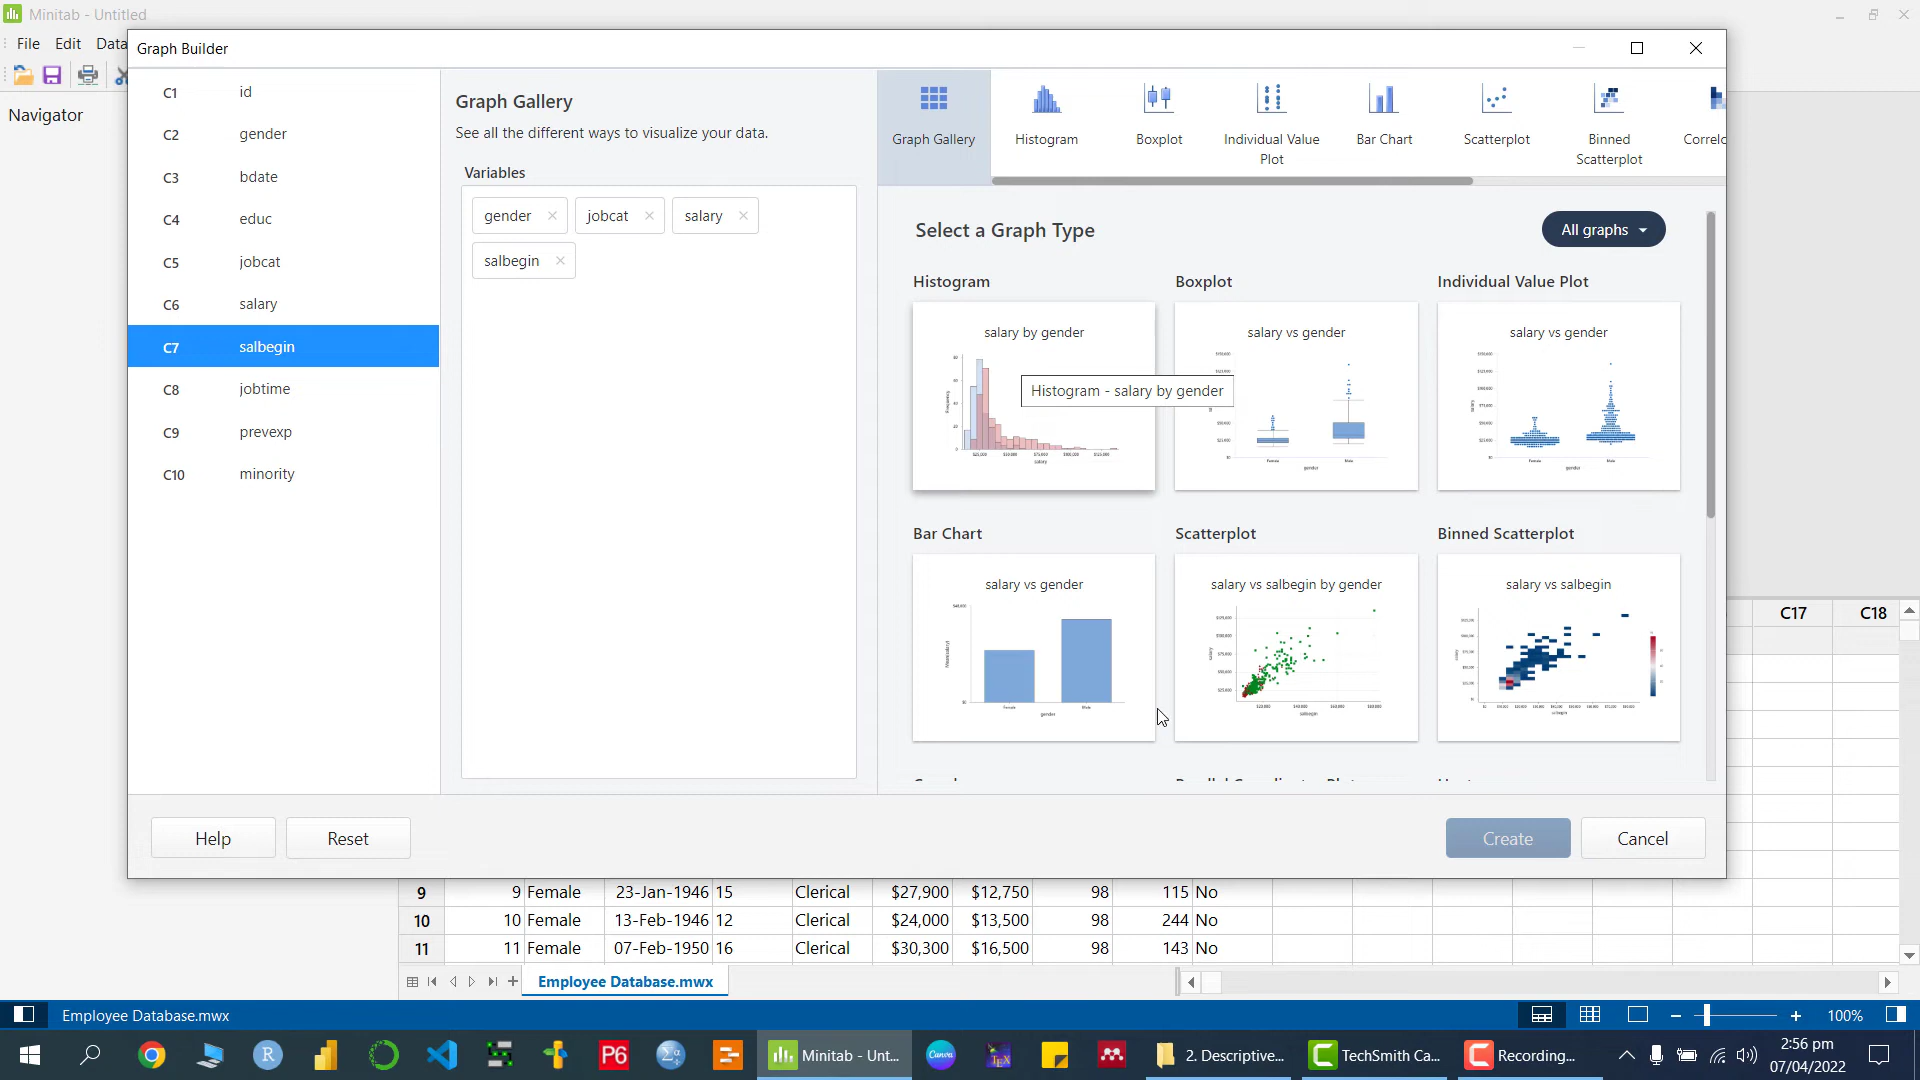 Minitab - Untitled
File Edit Data
Graph Builder
Navigator
C1 id
C2 gender
C3 bdate
C4 educ
C5 jobcat
C6 salary
C7 salbegin
C8 jobtime
C9 prevexp
C10 minority
Graph Gallery
See all the different ways to visualize your data.
Variables
gender
jobcat
salary
salbegin
Graph Gallery
Histogram
Boxplot
Individual Value
Plot
Bar Chart
Scatterplot
Binned
Scatterplot
Correlo
Select a Graph Type
All graphs
Histogram
Boxplot
Individual Value Plot
salary by gender
salary vs gender
salary vs gender
Histogram - salary by gender
Bar Chart
Scatterplot
Binned Scatterplot
salary vs gender
salary vs salbegin by gender
salary vs salbegin
Help
Reset
Create
Cancel
C17 C18
9 9 Female 23-Jan-1946 15 Clerical $27,900 $12,750 98 115 No
10 10 Female 13-Feb-1946 12 Clerical $24,000 $13,500 98 244 No
11 11 Female 07-Feb-1950 16 Clerical $30,300 $16,500 98 143 No
Employee Database.mwx
Employee Database.mwx
100%
R
P6
Minitab - Unt...
Canva
TEX
2. Descriptive...
TechSmith Ca...
Recording...
2:56 pm
07/04/2022